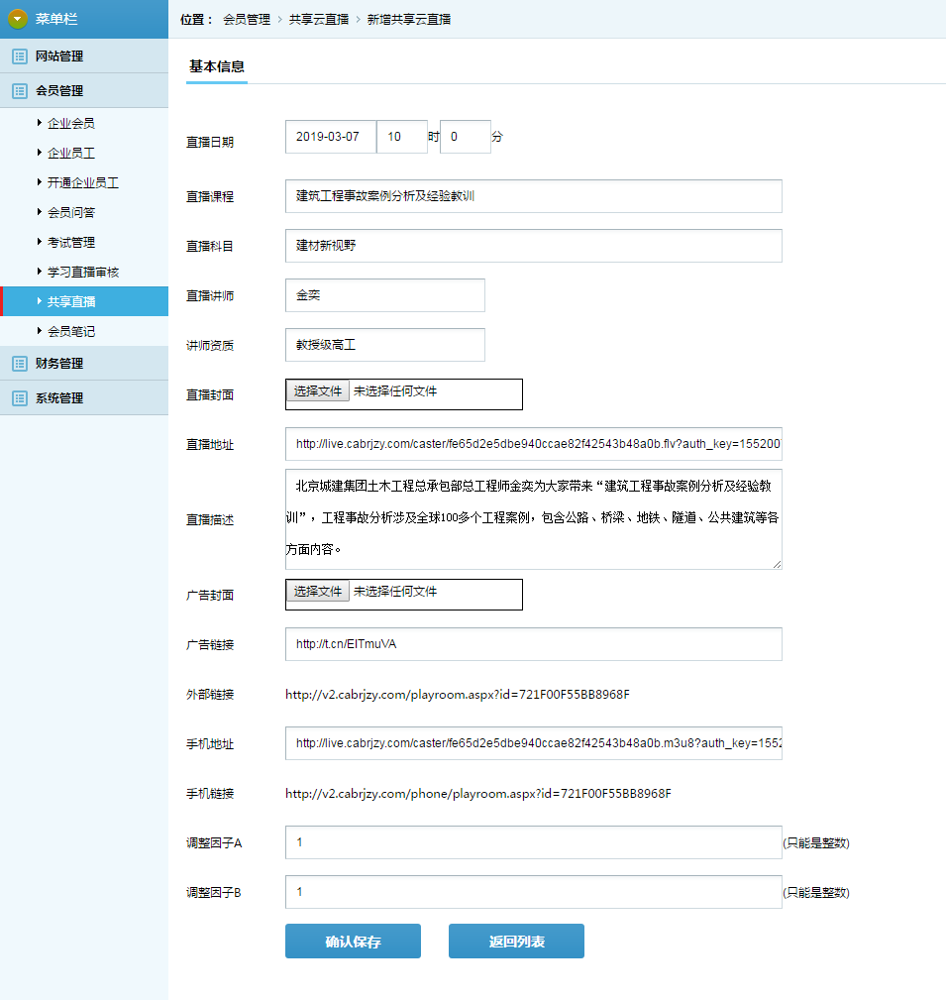 菜单栏
位置： 会员管理 › 共享云直播 › 新增共享云直播
网站管理
会员管理
企业会员
企业员工
开通企业员工
会员问答
考试管理
学习直播审核
共享直播
会员笔记
财务管理
系统管理
基本信息
直播日期 2019-03-07 10 时 0 分
直播课程 建筑工程事故案例分析及经验教训
直播科目 建材新视野
直播讲师 金奕
讲师资质 教授级高工
直播封面 选择文件 未选择任何文件
直播地址 http://live.cabrjzy.com/caster/fe65d2e5dbe940ccae82f42543b48a0b.flv?auth_key=155200
直播描述
北京城建集团土木工程总承包部总工程师金奕为大家带来“建筑工程事故案例分析及经验教
训”，工程事故分析涉及全球100多个工程案例，包含公路、桥梁、地铁、隧道、公共建筑等各
方面内容。
广告封面 选择文件 未选择任何文件
广告链接 http://t.cn/EITmuVA
外部链接 http://v2.cabrjzy.com/playroom.aspx?id=721F00F55BB8968F
手机地址 http://live.cabrjzy.com/caster/fe65d2e5dbe940ccae82f42543b48a0b.m3u8?auth_key=1552
手机链接 http://v2.cabrjzy.com/phone/playroom.aspx?id=721F00F55BB8968F
调整因子A 1 (只能是整数)
调整因子B 1 (只能是整数)
确认保存 返回列表